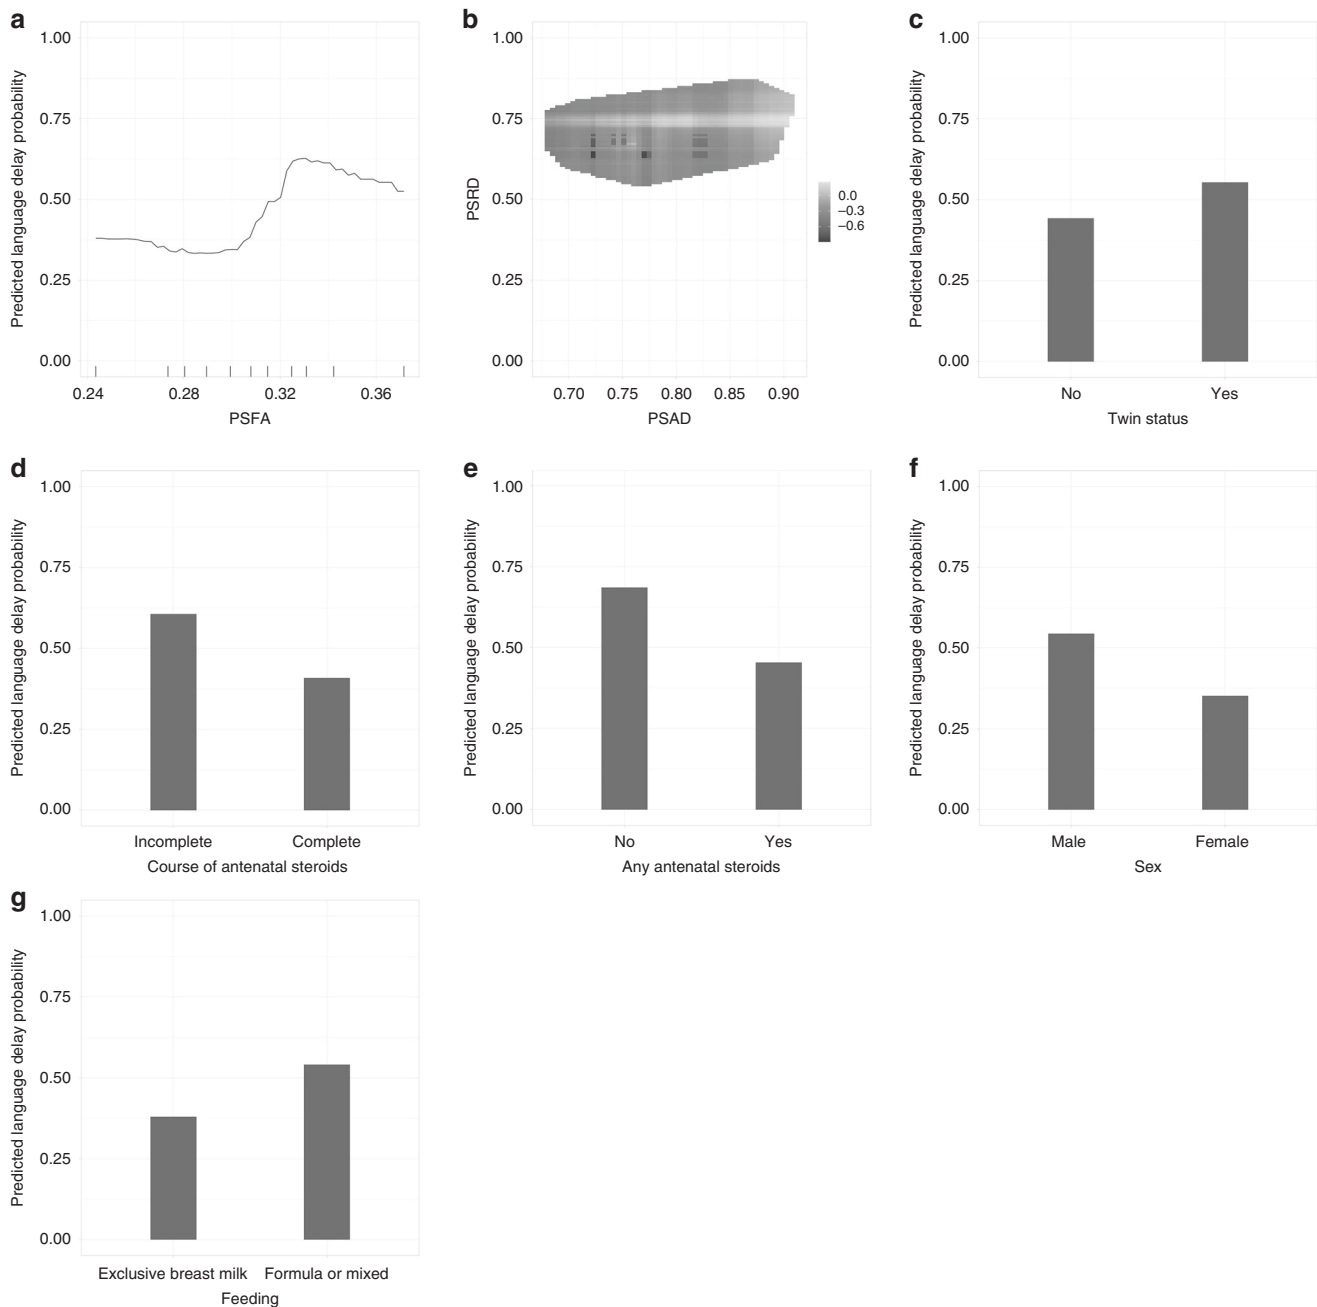 a
1.00
0.75
0.50
0.25
0.00
Predicted language delay probability
0.24 0.28 0.32 0.36
PSFA
b
1.00
0.75
0.50
0.25
0.00
PSRD
0.70 0.75 0.80 0.85 0.90
PSAD
0.0
−0.3
−0.6
c
1.00
0.75
0.50
0.25
0.00
Predicted language delay probability
No Yes
Twin status
d
1.00
0.75
0.50
0.25
0.00
Predicted language delay probability
Incomplete Complete
Course of antenatal steroids
e
1.00
0.75
0.50
0.25
0.00
Predicted language delay probability
No Yes
Any antenatal steroids
f
1.00
0.75
0.50
0.25
0.00
Predicted language delay probability
Male Female
Sex
g
1.00
0.75
0.50
0.25
0.00
Predicted language delay probability
Exclusive breast milk Formula or mixed
Feeding